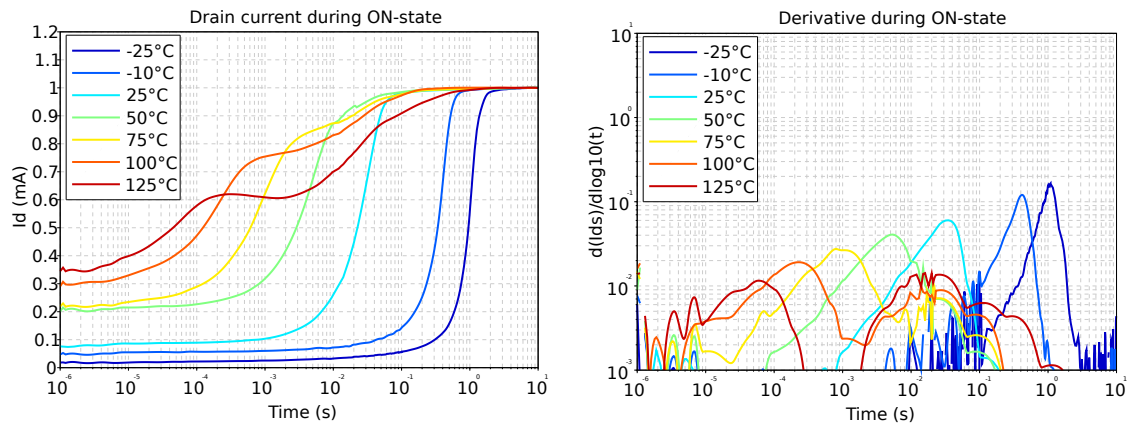 Drain current during ON-state
1.2
1.1
1
0.9
0.8
0.7
0.6
0.5
0.4
0.3
0.2
0.1
0
Id (mA)
-25°C
-10°C
25°C
50°C
75°C
100°C
125°C
10⁻⁶ 10⁻⁵ 10⁻⁴ 10⁻³ 10⁻² 10⁻¹ 10⁰ 10¹
Time (s)
Derivative during ON-state
10¹
10⁰
10⁻¹
10⁻²
10⁻³
d(Ids)/dlog10(t)
-25°C
-10°C
25°C
50°C
75°C
100°C
125°C
10⁻⁶ 10⁻⁵ 10⁻⁴ 10⁻³ 10⁻² 10⁻¹ 10⁰ 10¹
Time (s)